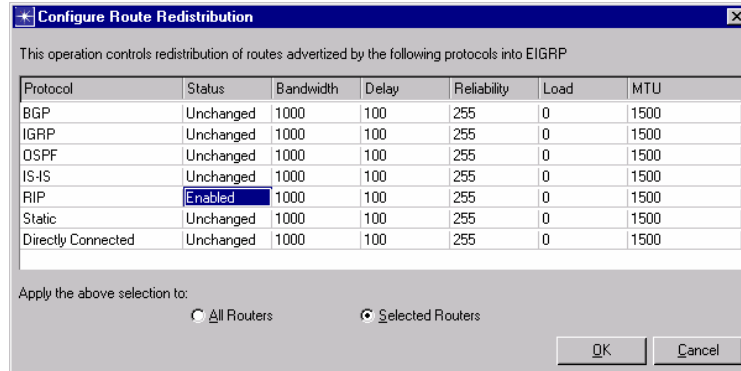 Configure Route Redistribution
This operation controls redistribution of routes advertized by the following protocols into EIGRP
Protocol Status Bandwidth Delay Reliability Load MTU
BGP Unchanged 1000 100 255 0 1500
IGRP Unchanged 1000 100 255 0 1500
OSPF Unchanged 1000 100 255 0 1500
IS-IS Unchanged 1000 100 255 0 1500
RIP Enabled 1000 100 255 0 1500
Static Unchanged 1000 100 255 0 1500
Directly Connected Unchanged 1000 100 255 0 1500
Apply the above selection to:
All Routers Selected Routers
OK Cancel